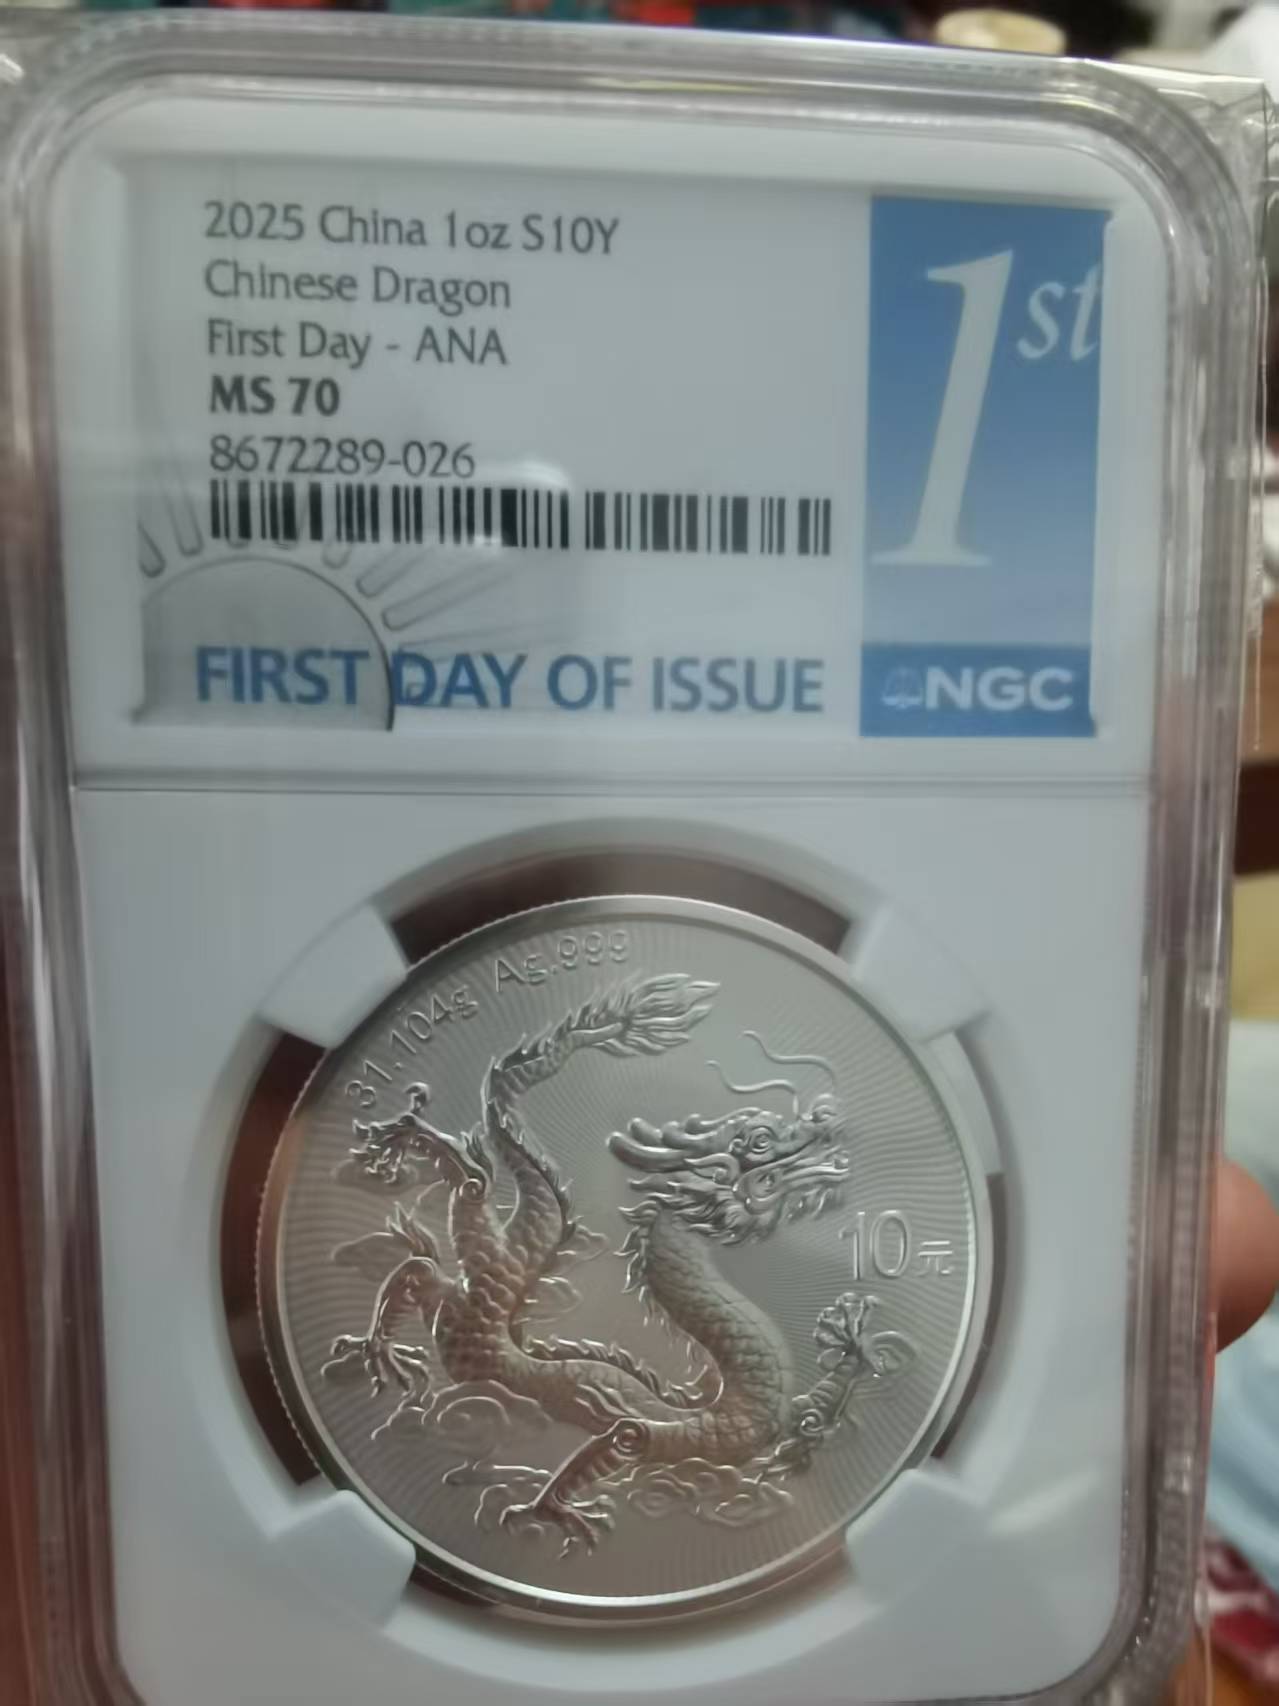 2025 China 1oz S10Y
Chinese Dragon
First Day - ANA
MS 70
8672289-026
FIRST DAY OF ISSUE
1st
NGC
31.104g Ag.999
10元